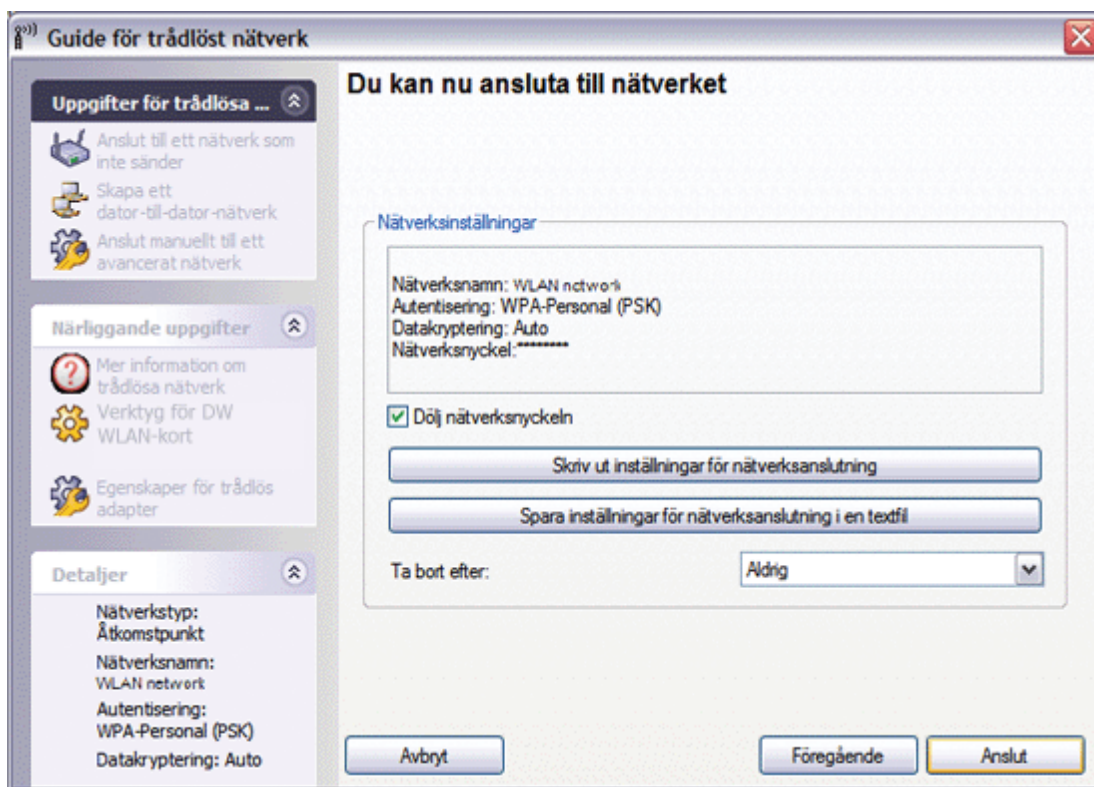 Guide för trådlöst nätverk
Uppgifter för trådlösa ...
Anslut till ett nätverk som
inte sänder
Skapa ett
dator-till-dator-nätverk
Anslut manuellt till ett
avancerat nätverk
Närliggande uppgifter
Mer information om
trådlösa nätverk
Verktyg för DW
WLAN-kort
Egenskaper för trådlös
adapter
Detaljer
Nätverkstyp:
Åtkomstpunkt
Nätverksnamn:
WLAN network
Autentisering:
WPA-Personal (PSK)
Datakryptering: Auto
Du kan nu ansluta till nätverket
Nätverksinställningar
Nätverksnamn: WLAN network
Autentisering: WPA-Personal (PSK)
Datakryptering: Auto
Nätverksnyckel:********
Dölj nätverksnyckeln
Skriv ut inställningar för nätverksanslutning
Spara inställningar för nätverksanslutning i en textfil
Ta bort efter: Aldrig
Avbryt
Föregående
Anslut